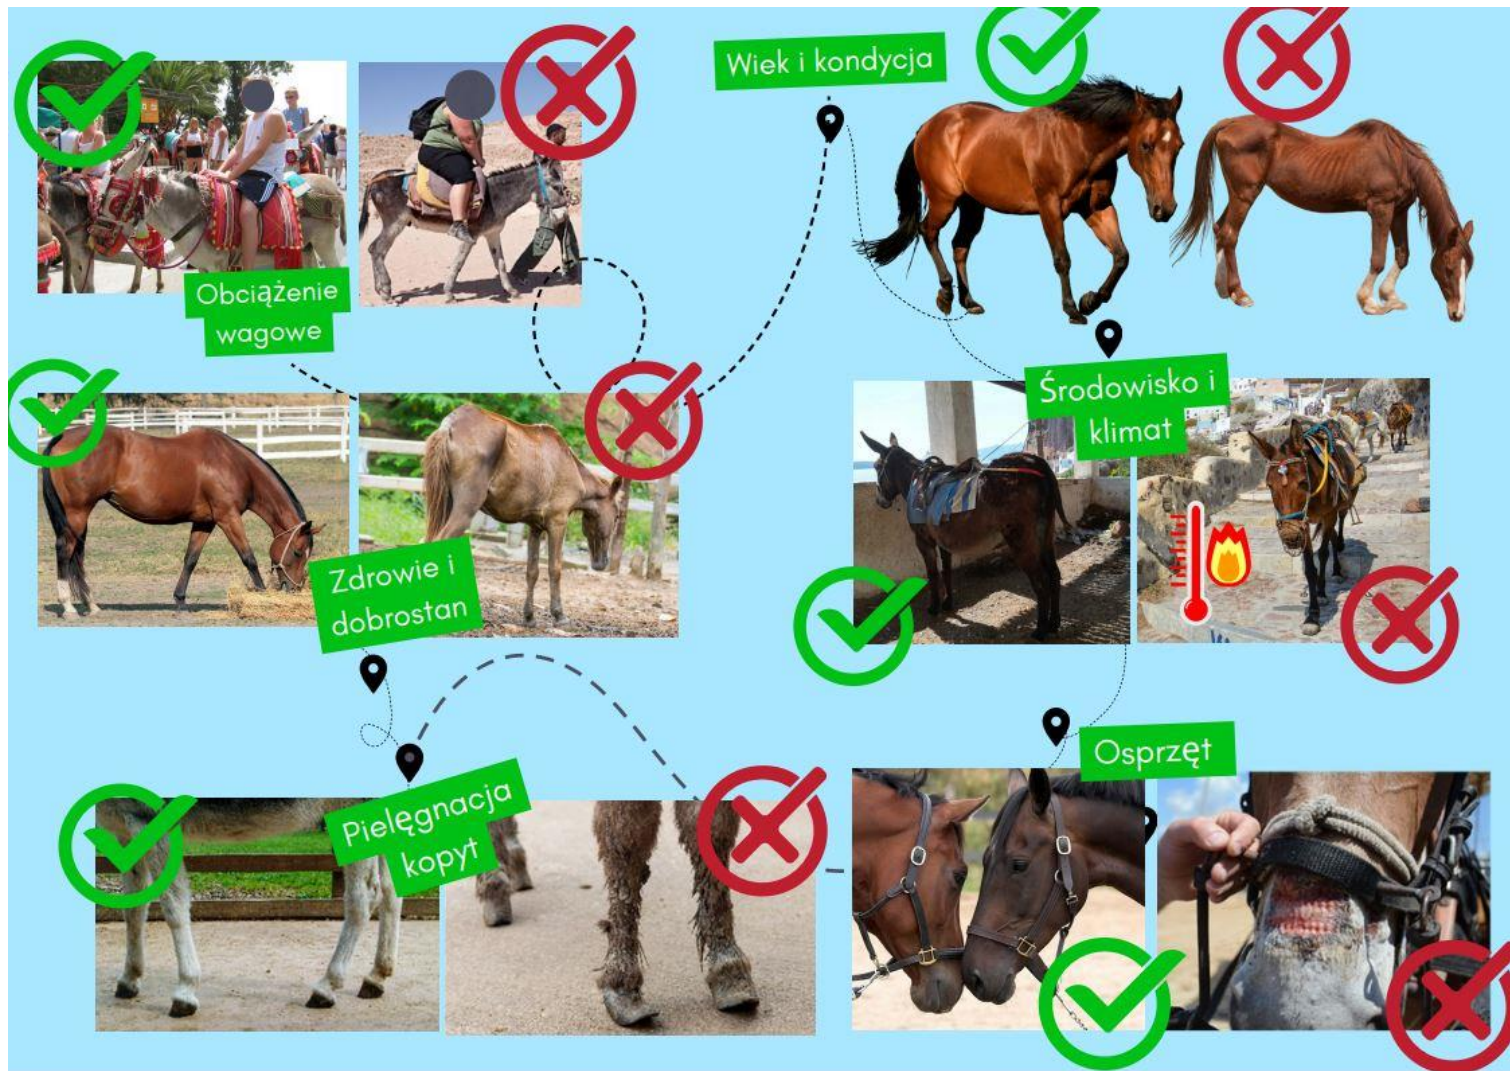 Wiek i kondycja
Obciążenie
wagowe
Środowisko i
klimat
Zdrowie i
dobrostan
Osprzęt
Pielęgnacja
kopyt